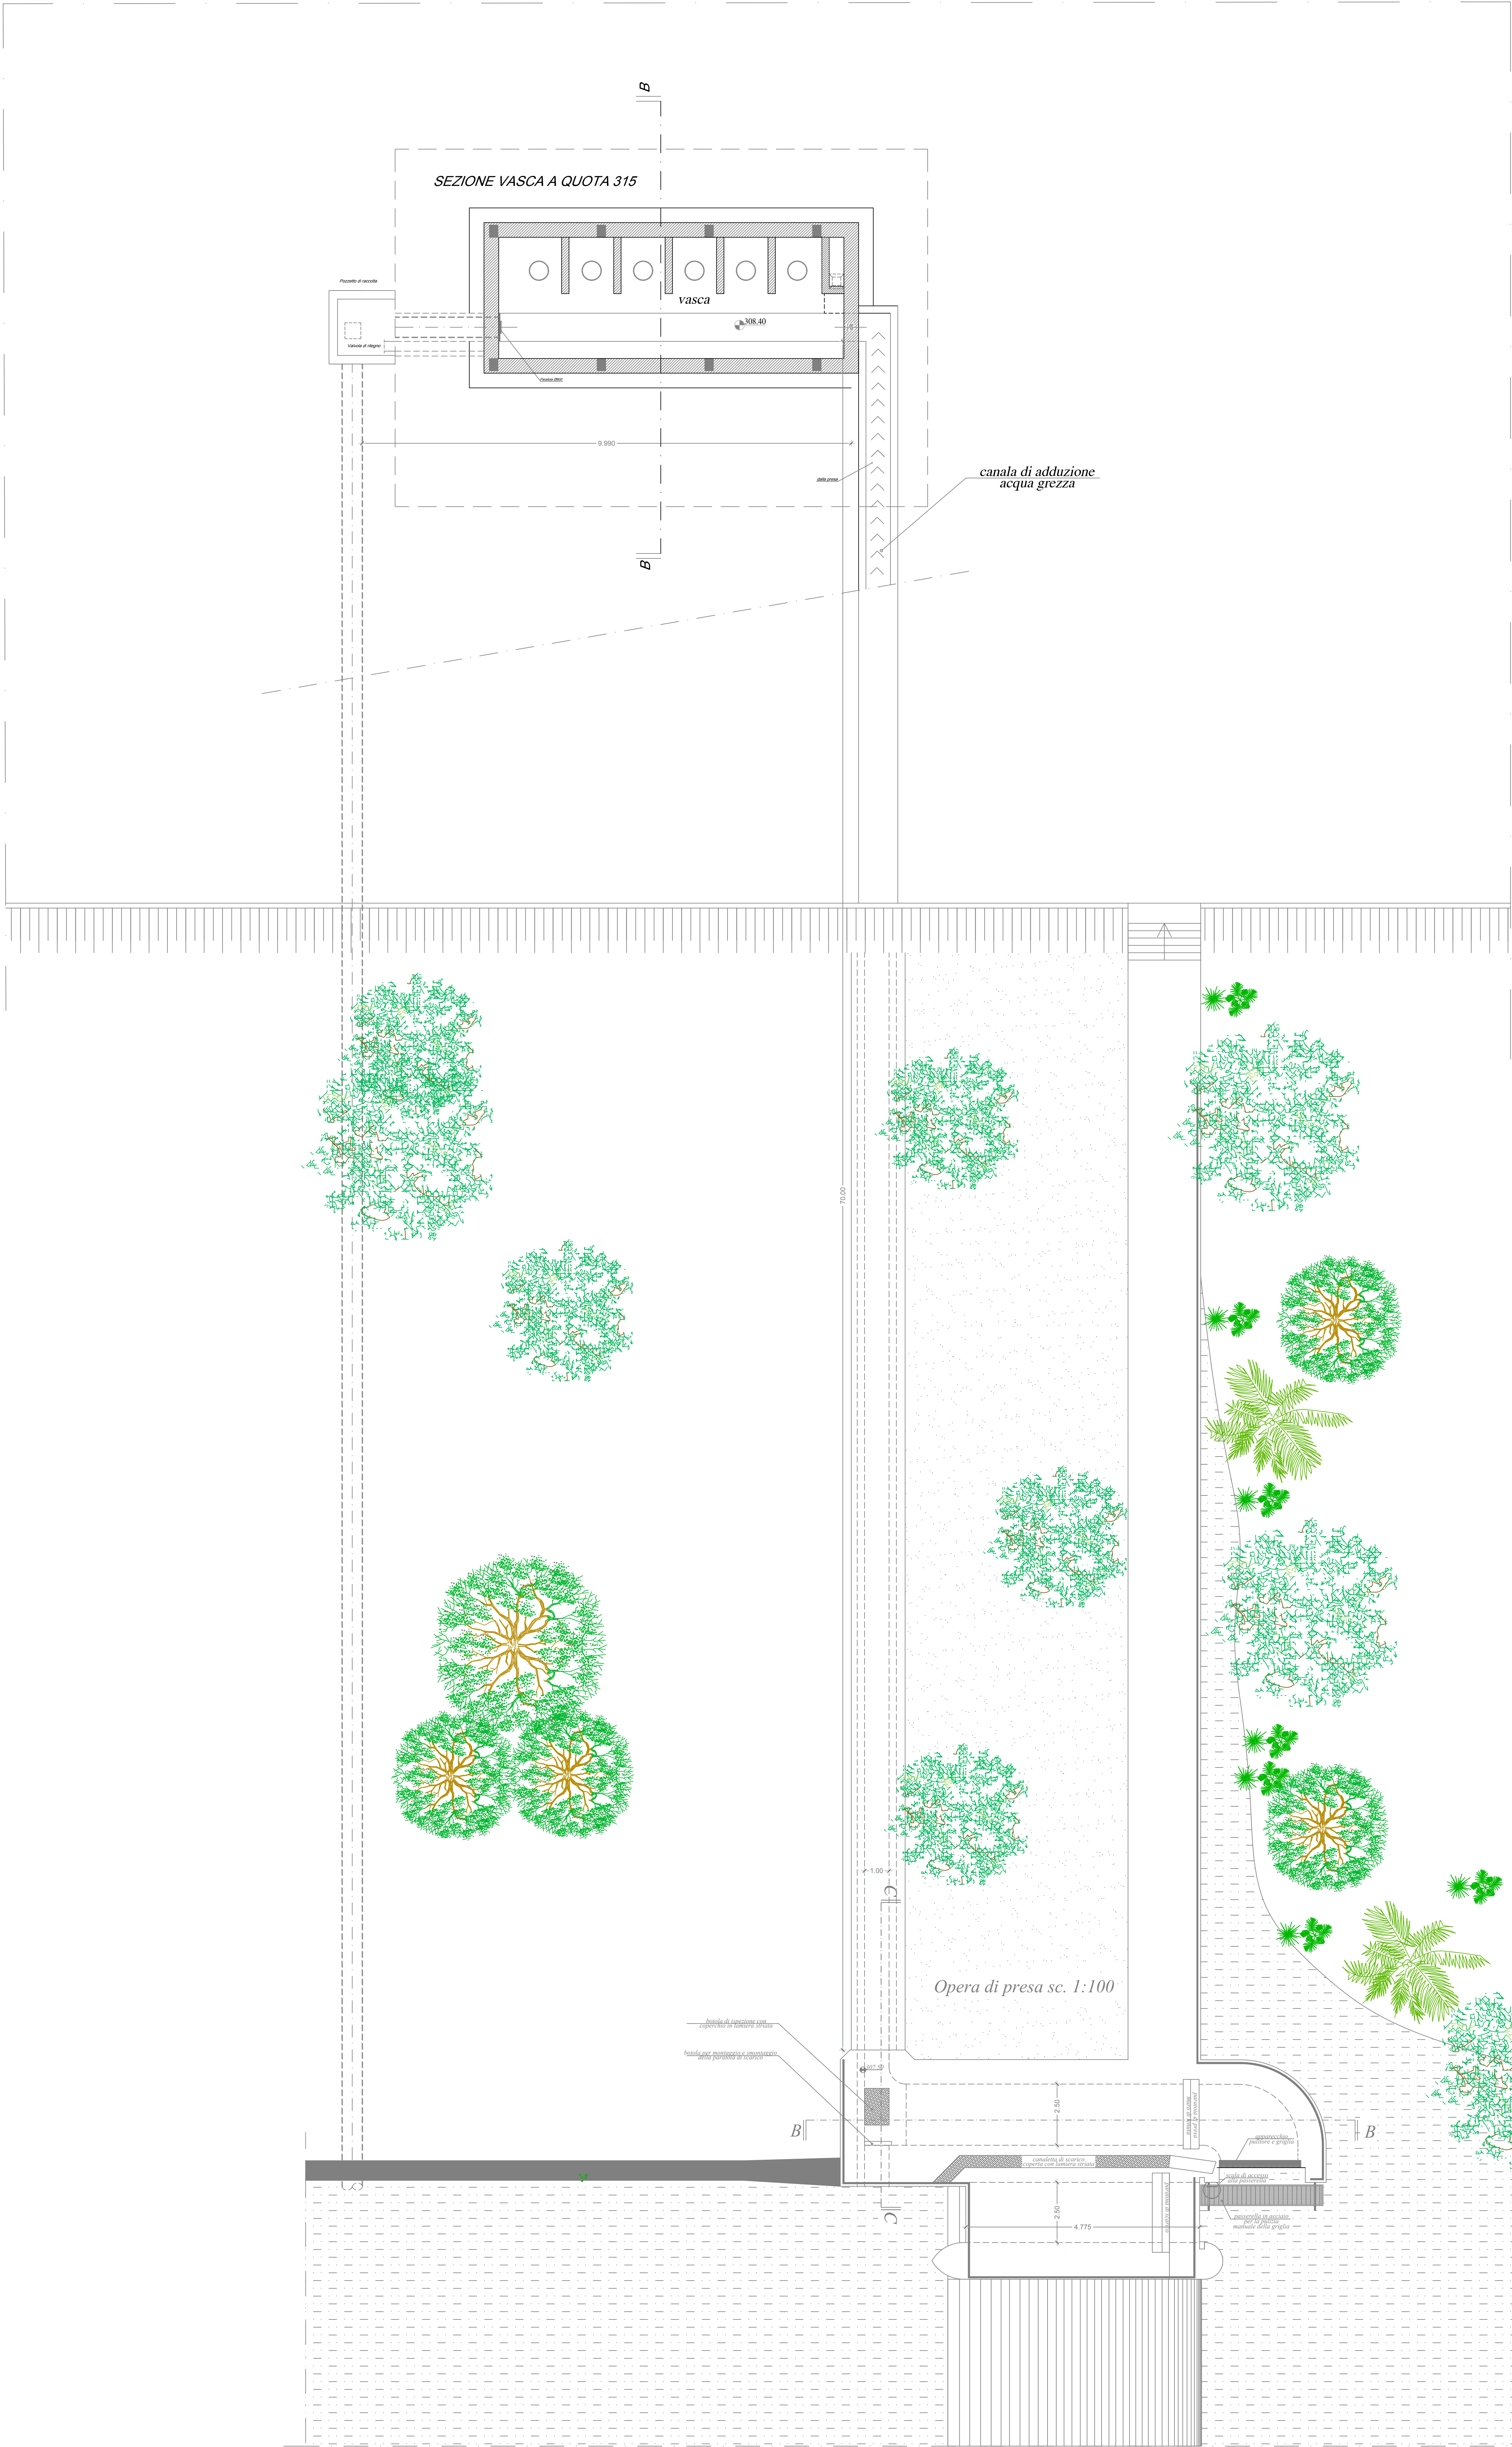 B
SEZIONE VASCA A QUOTA 315
Pozzetto di raccolta
vasca
308.40
Valvola di ritegno
9.990
dalla presa
canala di adduzione
acqua grezza
B
70.00
1.00
C
Opera di presa sc. 1:100
botola di ispezione con
coperchio in lamiera striata
botola per montaggio e smontaggio
della paratoia di scarico
307.50
2.50
B
B
apparecchio
pulitore e griglia
canaletta di scarico
coperta con lamiera striata
scala di accesso
alla passerella
2.50
C
4.775
passerella in acciaio
per la pulizia
manuale della griglia